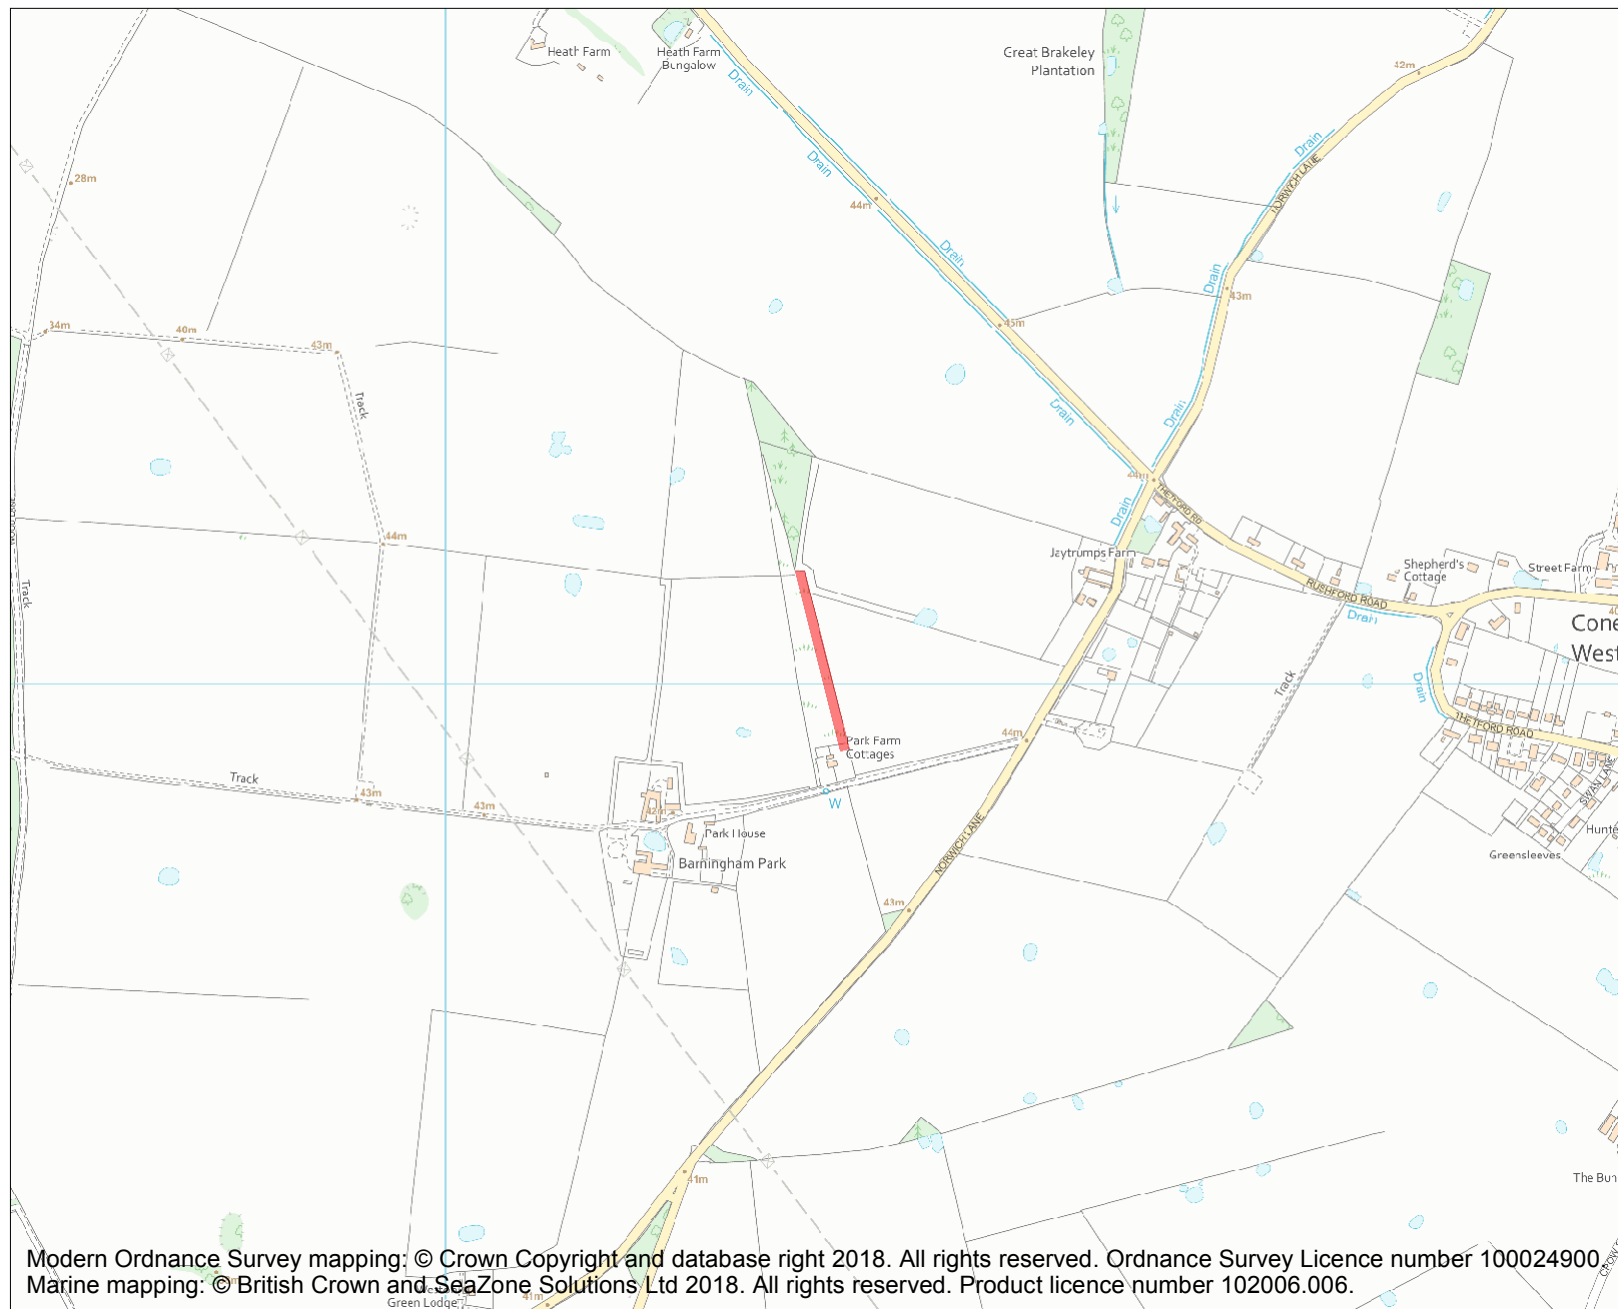 Heath Farm
Heath Farm
Bungalow
Great Brakeley
Plantation
42m
Drain
Drain
Drain
28m
44m
NORWICH LANE
Drain
Drain
43m
34m
40m
43m
45m
Track
Drain
Drain
44m
THETFORD RD
Drain
44m
Jaytrumps Farm
Shepherd's
Cottage
Street Farm
Track
RUSHFORD ROAD
Drain
Track
Drain
THETFORD ROAD
44m
Park Farm
Cottages
Track
43m
43m
42m
W
Park House
Barningham Park
SWAN LANE
Greensleeves
NORWICH LANE
43m
41m
Modern Ordnance Survey mapping: © Crown Copyright and database right 2018. All rights reserved. Ordnance Survey Licence number 100024900.
Marine mapping: © British Crown and SeaZone Solutions Ltd 2018. All rights reserved. Product licence number 102006.006.
41m
Green Lodge